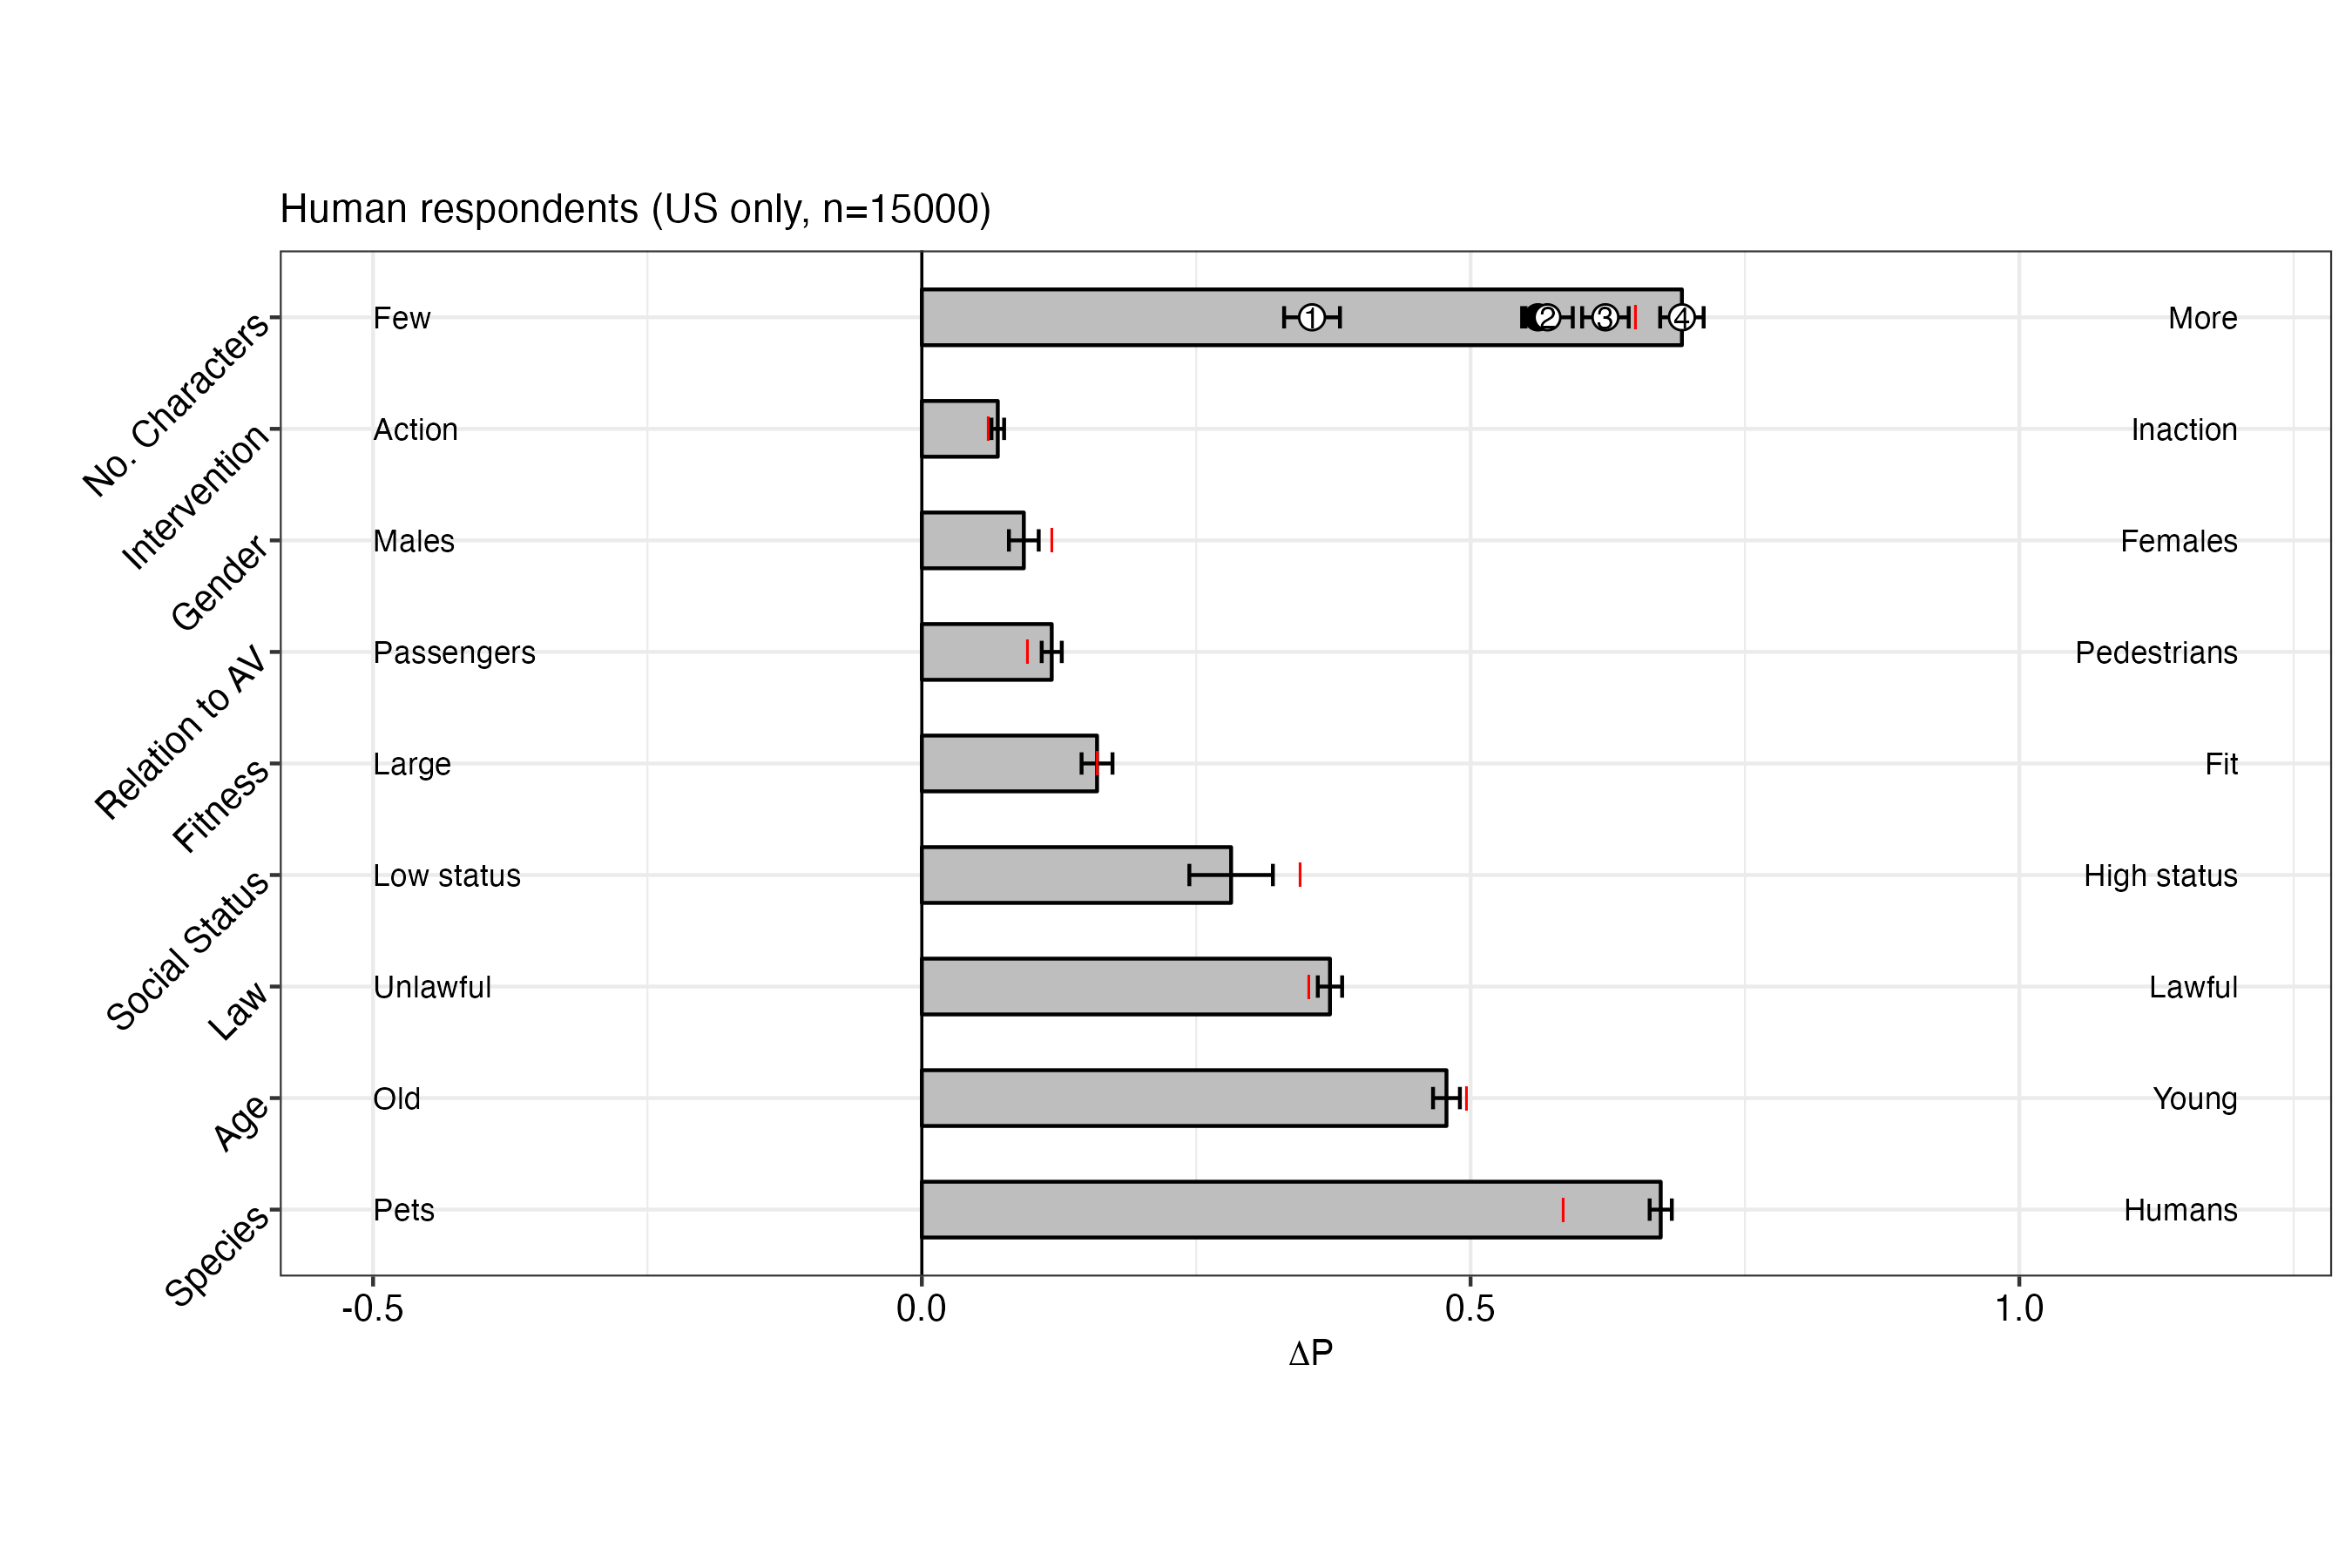 Human respondents (US only, n=15000)
No. Characters
Few
1
2
3
4
More
Intervention
Action
Inaction
Gender
Males
Females
Relation to AV
Passengers
Pedestrians
Fitness
Large
Fit
Social Status
Low status
High status
Law
Unlawful
Lawful
Age
Old
Young
Species
Pets
Humans
-0.5 0.0 0.5 1.0
ΔP